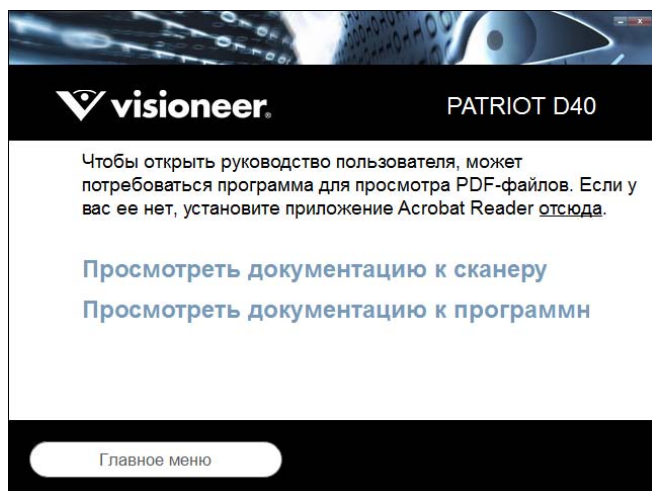 visioneer®
PATRIOT D40
Чтобы открыть руководство пользователя, может
потребоваться программа для просмотра PDF-файлов. Если у
вас ее нет, установите приложение Acrobat Reader отсюда.
Просмотреть документацию к сканеру
Просмотреть документацию к программн
Главное меню